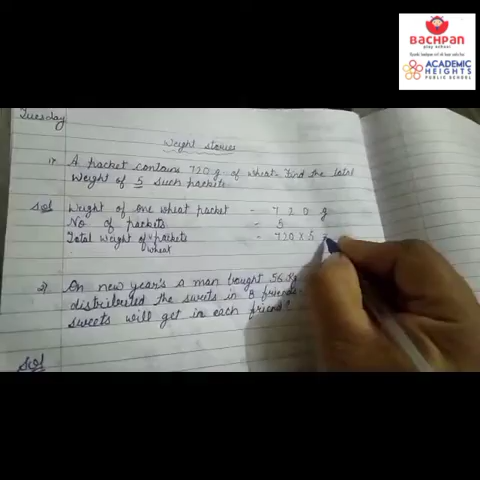 BACHPAN
play school
ACADEMIC
HEIGHTS
PUBLIC SCHOOL
Tuesday
Weight stories
1) A packet contains 720 g of wheat. Find the total
weight of 5 such packets
Sol Weight of one wheat packet - 720 g
No of packets = 5
Total weight of wheat packets - 720 × 5
2) On new year's a man bought 56 kg
distributed the sweets in 8 friends
sweets will get in each friend?
Sol